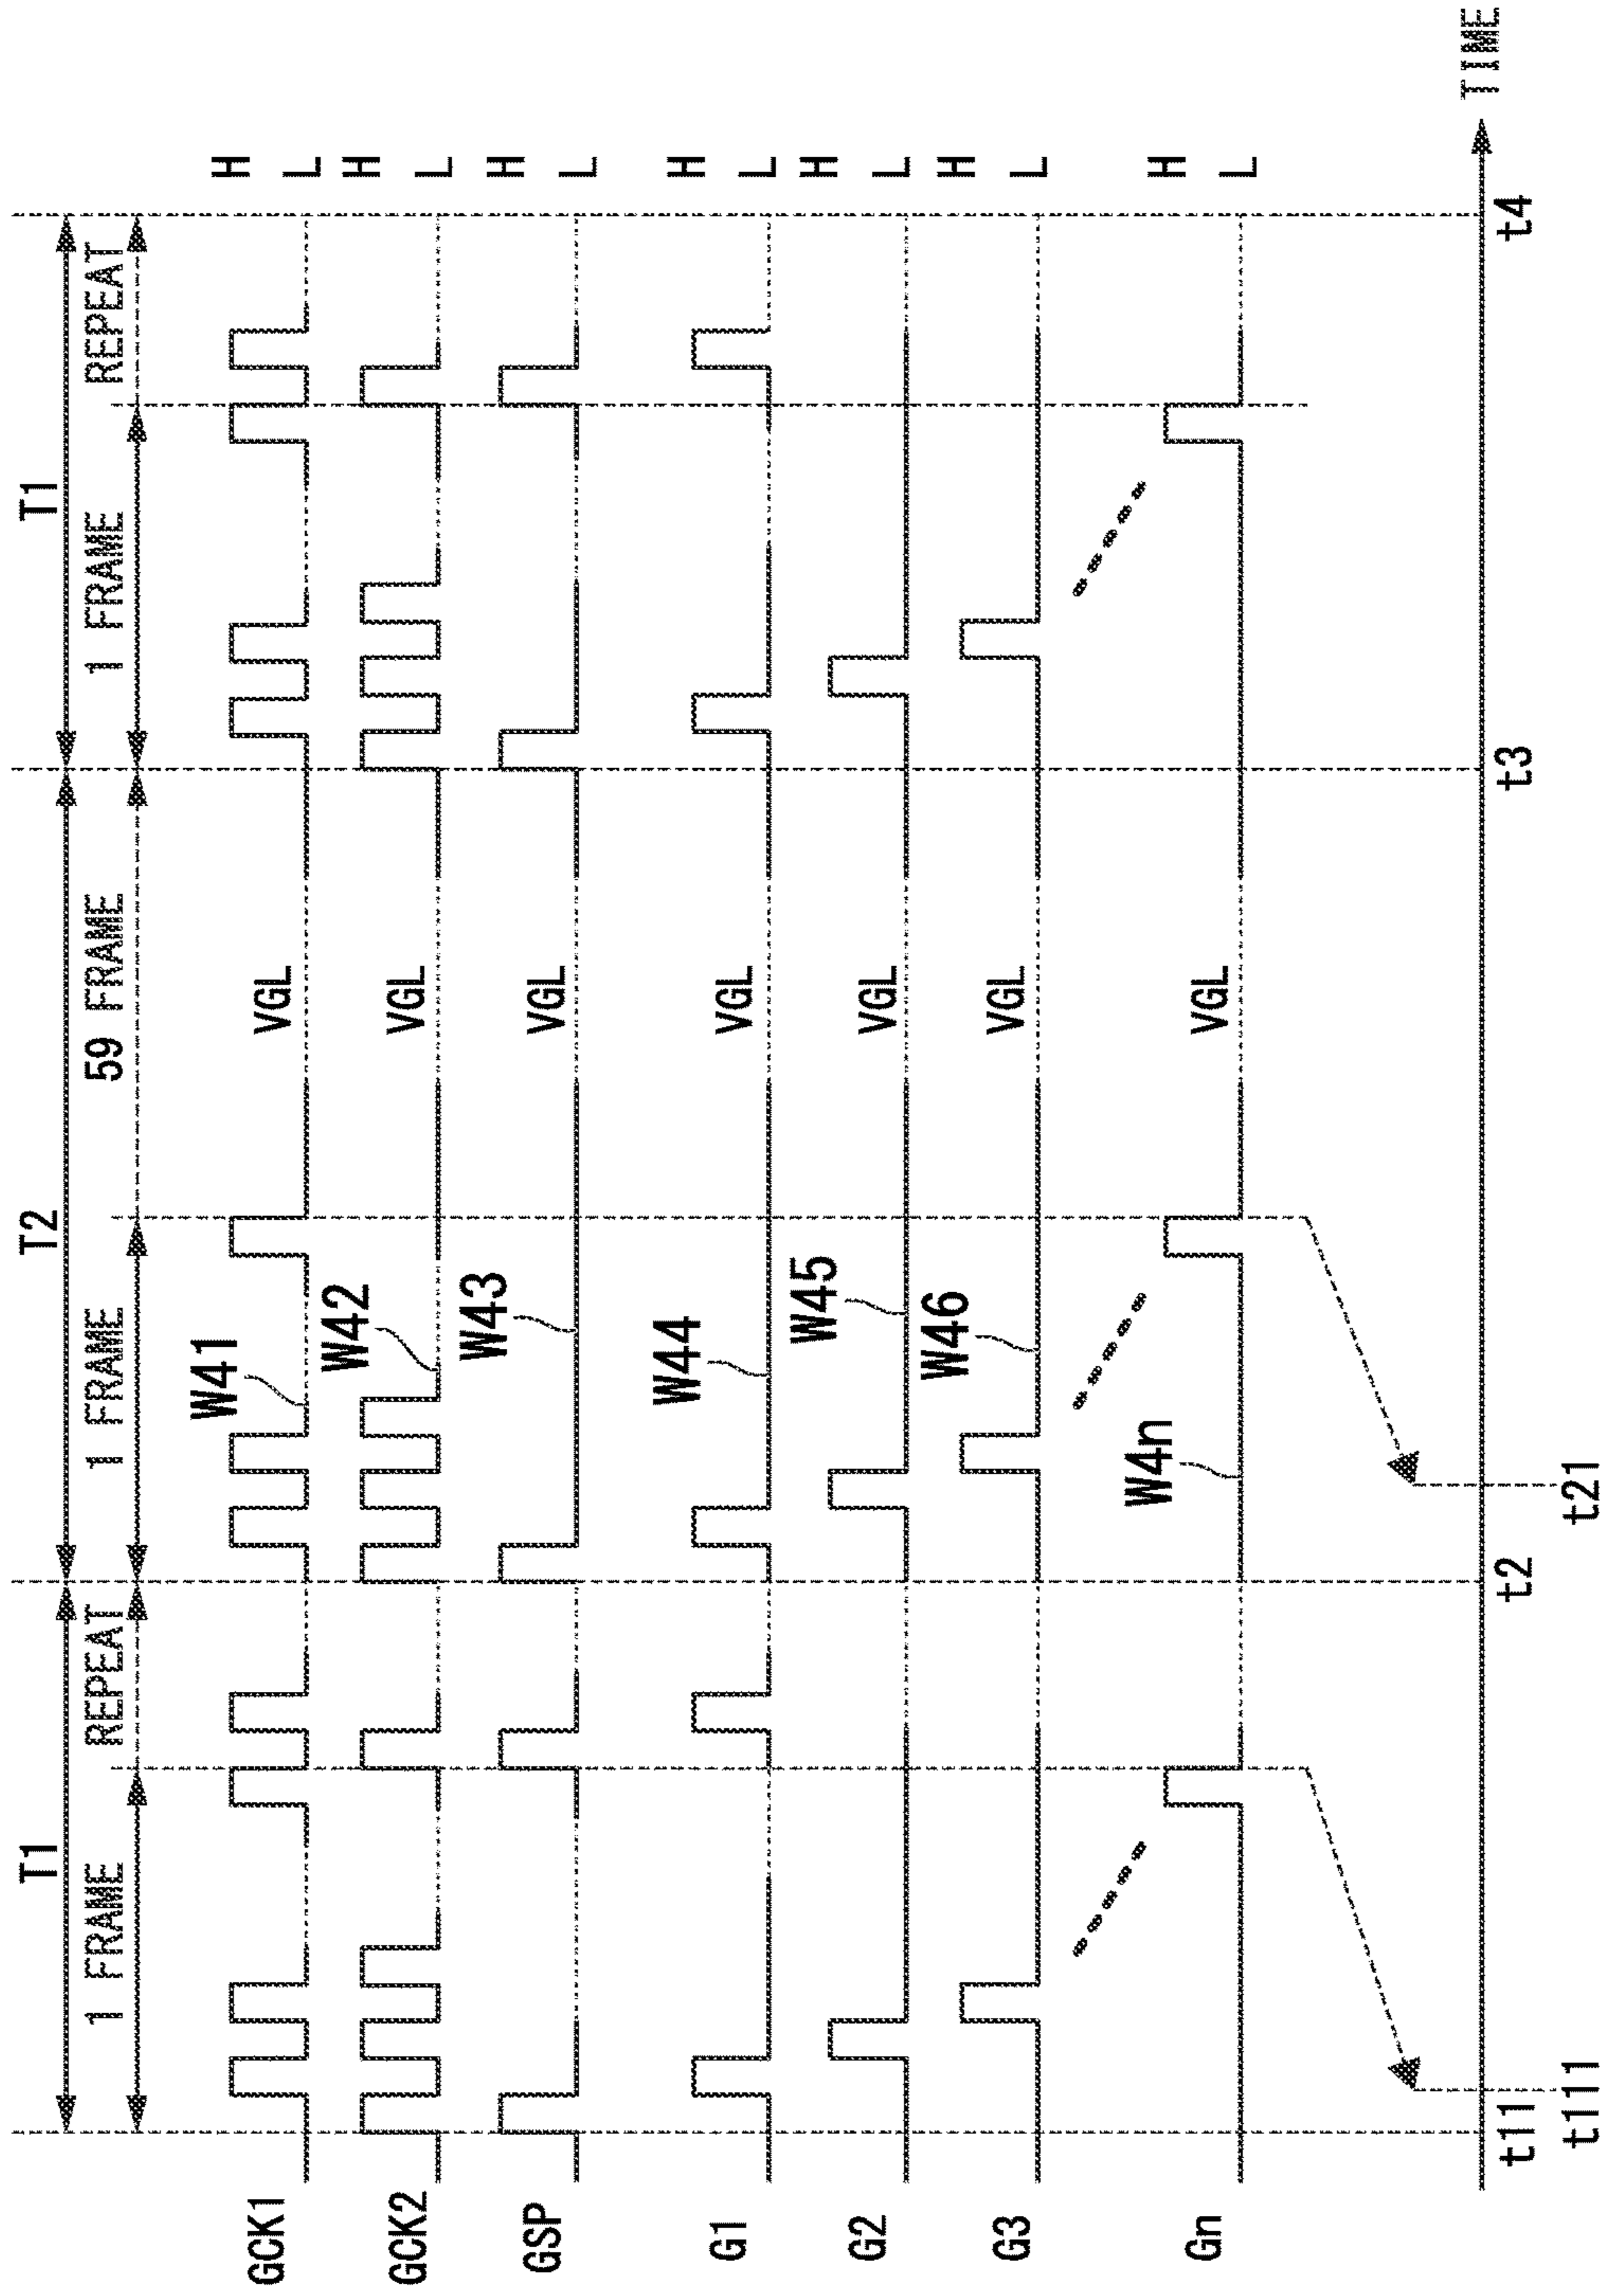 T1 T2 T1
1 FRAME REPEAT 1 FRAME 59 FRAME 1 FRAME REPEAT
GCK1 W41 VGL H L
GCK2 W42 VGL H L
GSP W43 VGL H L
G1 W44 VGL H L
G2 W45 VGL H L
G3 W46 VGL H L
Gn W4n VGL H L
TIME
t11 t2 t3 t4
t111 t21